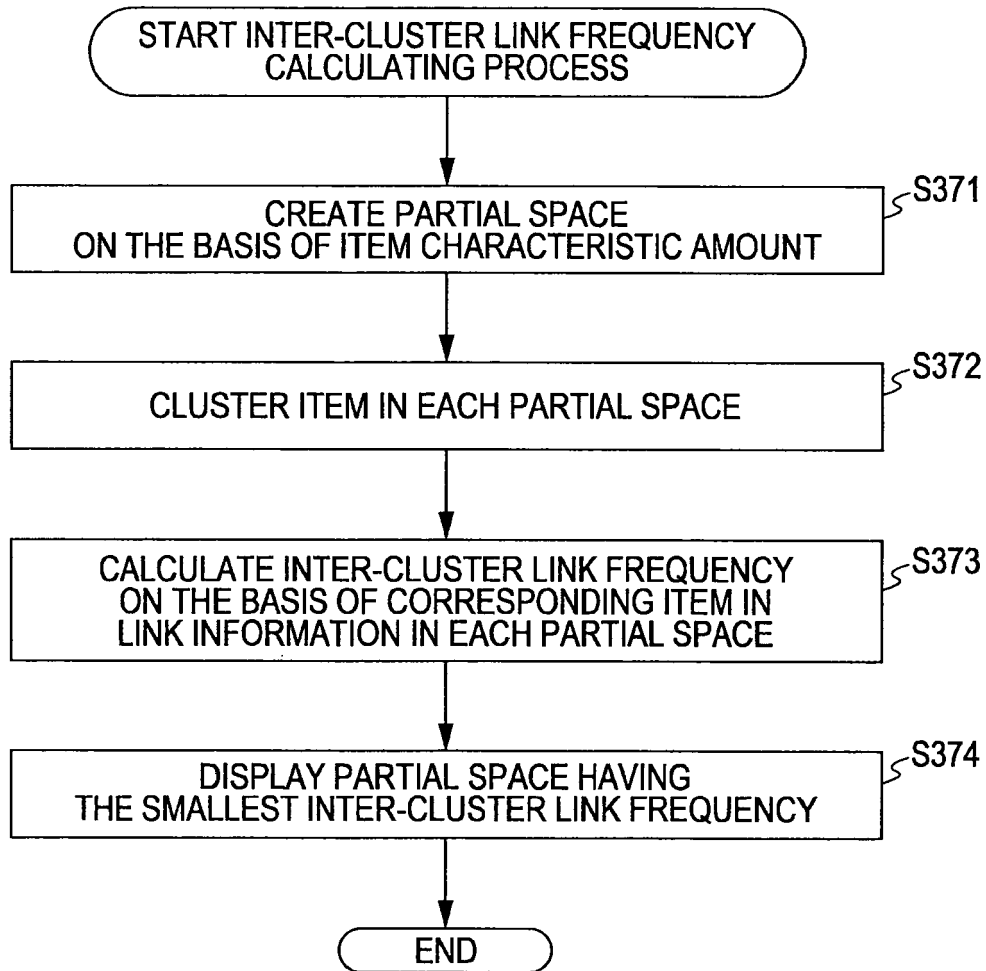 START INTER-CLUSTER LINK FREQUENCY
CALCULATING PROCESS
S371
CREATE PARTIAL SPACE
ON THE BASIS OF ITEM CHARACTERISTIC AMOUNT
S372
CLUSTER ITEM IN EACH PARTIAL SPACE
S373
CALCULATE INTER-CLUSTER LINK FREQUENCY
ON THE BASIS OF CORRESPONDING ITEM IN
LINK INFORMATION IN EACH PARTIAL SPACE
S374
DISPLAY PARTIAL SPACE HAVING
THE SMALLEST INTER-CLUSTER LINK FREQUENCY
END